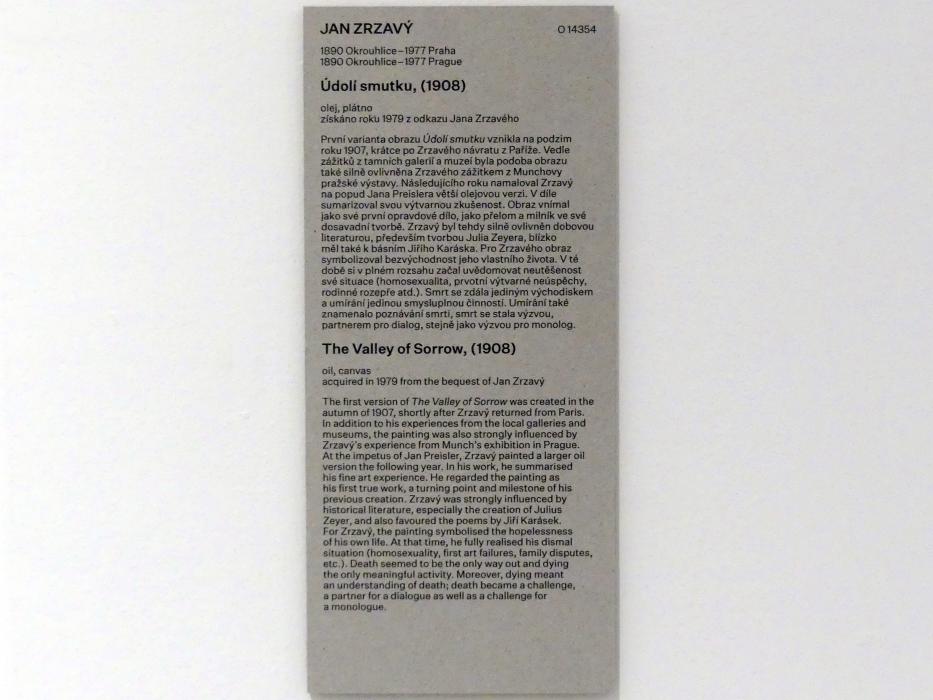 JAN ZRZAVÝ O 14354
1890 Okrouhlice–1977 Praha
1890 Okrouhlice–1977 Prague
Údolí smutku, (1908)
olej, plátno
získáno roku 1979 z odkazu Jana Zrzavého
První varianta obrazu Údolí smutku vznikla na podzim
roku 1907, krátce po Zrzavého návratu z Paříže. Vedle
zážitků z tamních galerií a muzeí byla podoba obrazu
také silně ovlivněna Zrzavého zážitkem z Munchovy
pražské výstavy. Následujícího roku namaloval Zrzavý
na popud Jana Preislera větší olejovou verzi. V díle
sumarizoval svou výtvarnou zkušenost. Obraz vnímal
jako své první opravdové dílo, jako přelom a milník ve své
dosavadní tvorbě. Zrzavý byl tehdy silně ovlivněn dobovou
literaturou, především tvorbou Julia Zeyera, blízko
měl také k básním Jiřího Karáska. Pro Zrzavého obraz
symbolizoval bezvýchodnost jeho vlastního života. V té
době si v plném rozsahu začal uvědomovat neutěšenost
své situace (homosexualita, prvotní výtvarné neúspěchy,
rodinné rozepře atd.). Smrt se zdála jediným východiskem
a umírání jedinou smysluplnou činností. Umírání také
znamenalo poznávání smrti, smrt se stala výzvou,
partnerem pro dialog, stejně jako výzvou pro monolog.
The Valley of Sorrow, (1908)
oil, canvas
acquired in 1979 from the bequest of Jan Zrzavý
The first version of The Valley of Sorrow was created in the
autumn of 1907, shortly after Zrzavý returned from Paris.
In addition to his experiences from the local galleries and
museums, the painting was also strongly influenced by
Zrzavý's experience from Munch's exhibition in Prague.
At the impetus of Jan Preisler, Zrzavý painted a larger oil
version the following year. In his work, he summarised
his fine art experience. He regarded the painting as
his first true work, a turning point and milestone of his
previous creation. Zrzavý was strongly influenced by
historical literature, especially the creation of Julius
Zeyer, and also favoured the poems by Jiří Karásek.
For Zrzavý, the painting symbolised the hopelessness
of his own life. At that time, he fully realised his dismal
situation (homosexuality, first art failures, family disputes,
etc.). Death seemed to be the only way out and dying
the only meaningful activity. Moreover, dying meant
an understanding of death; death became a challenge,
a partner for a dialogue as well as a challenge for
a monologue.